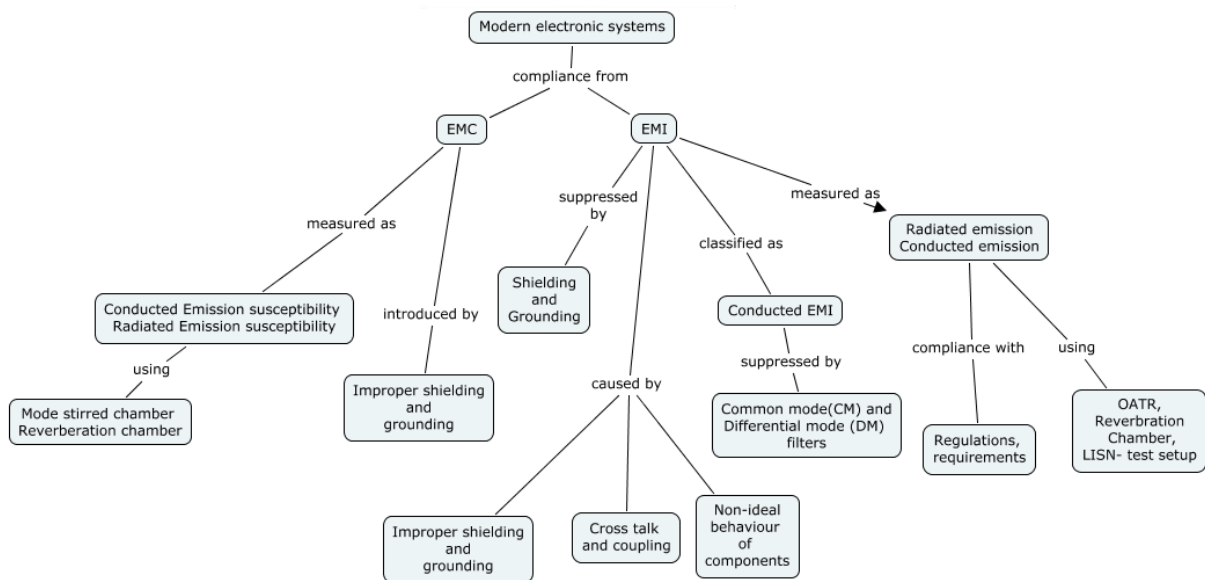 Modern electronic systems
compliance from
EMC
EMI
suppressed
by
measured as
measured as
Radiated emission
Conducted emission
classified as
Shielding
and
Grounding
Conducted Emission susceptibility
Radiated Emission susceptibility
introduced by
Conducted EMI
using
compliance with
using
suppressed by
Improper shielding
and
grounding
caused by
Mode stirred chamber
Reverberation chamber
Common mode(CM) and
Differential mode (DM)
filters
Regulations,
requirements
OATR,
Reverbration
Chamber,
LISN- test setup
Improper shielding
and
grounding
Cross talk
and coupling
Non-ideal
behaviour
of
components